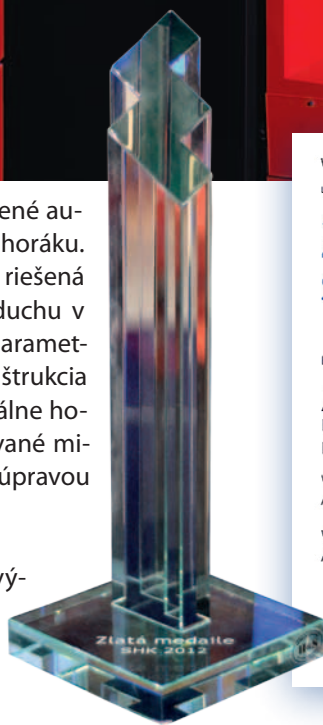 ené au-
horáku.
riešená
duchu v
aramet-
štrukcia
álne ho-
vané mi-
úpravou
vý-
Zlatá medaile
SHK 2012